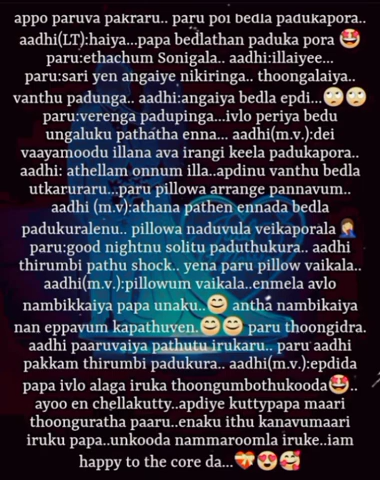 appo paruva pakraru.. paru poi bedla padukapora..
aadhi(LT):haiya...papa bedlathan paduka pora 🤩
paru:ethachum Sonigala.. aadhi:illaiyee...
paru:sari yen angaiye nikiringa.. thoongalaiya..
vanthu padunga.. aadhi:angaiya bedla epdi...🙄🙄
paru:verenga padupinga...ivlo periya bedu
ungaluku pathatha enna... aadhi(m.v.):dei
vaayamoodu illana ava irangi keela padukapora..
aadhi: athellam onnum illa..apdinu vanthu bedla
utkaruraru..paru pillowa arrange pannavum..
aadhi (m.v):athana pathen ennada bedla
padukuralenu.. pillowa naduvula veikaporala 🤦
paru:good nightnu solitu paduthukura.. aadhi
thirumbi pathu shock.. yena paru pillow vaikala..
aadhi(m.v.):pillowum vaikala..enmela avlo
nambikkaiya papa unaku..😊 antha nambikaiya
nan eppavum kapathuven.😊😊 paru thoongidra.
aadhi paaruvaiya pathutu irukaru.. paru aadhi
pakkam thirumbi padukura.. aadhi(m.v.):epdida
papa ivlo alaga iruka thoongumbothukooda🤩..
ayoo en chellakutty..apdiye kuttypapa maari
thoonguratha paaru..enaku ithu kanavumaari
iruku papa..unkooda nammaroomla iruke..iam
happy to the core da...💝😍🥰